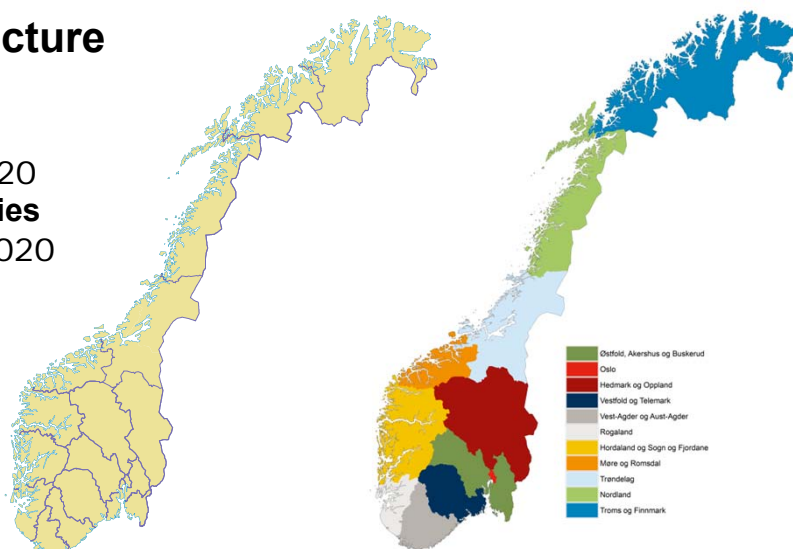 cture
20
ies
020
Østfold, Akershus og Buskerud
Oslo
Hedmark og Oppland
Vestfold og Telemark
Vest-Agder og Aust-Agder
Rogaland
Hordaland og Sogn og Fjordane
Møre og Romsdal
Trøndelag
Nordland
Troms og Finnmark